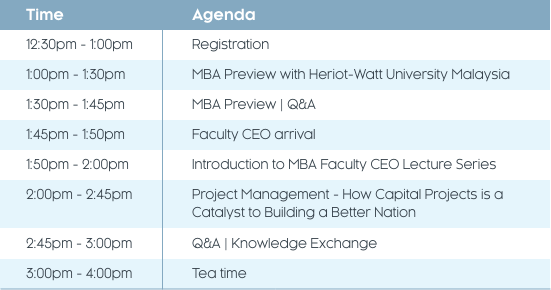 Time Agenda
12:30pm - 1:00pm Registration
1:00pm - 1:30pm MBA Preview with Heriot-Watt University Malaysia
1:30pm - 1:45pm MBA Preview | Q&A
1:45pm - 1:50pm Faculty CEO arrival
1:50pm - 2:00pm Introduction to MBA Faculty CEO Lecture Series
2:00pm - 2:45pm Project Management - How Capital Projects is a
Catalyst to Building a Better Nation
2:45pm - 3:00pm Q&A | Knowledge Exchange
3:00pm - 4:00pm Tea time